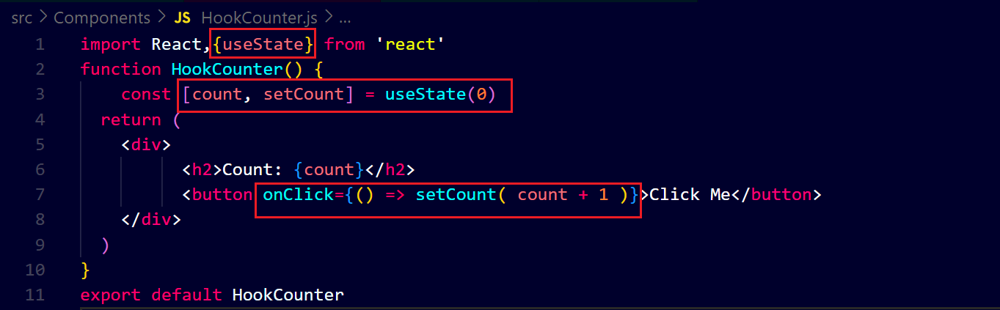 src > Components > JS HookCounter.js > ...
1 import React,{useState} from 'react'
2 function HookCounter() {
3 const [count, setCount] = useState(0)
4 return (
5 <div>
6 <h2>Count: {count}</h2>
7 <button onClick={() => setCount( count + 1 )}>Click Me</button>
8 </div>
9 )
10 }
11 export default HookCounter